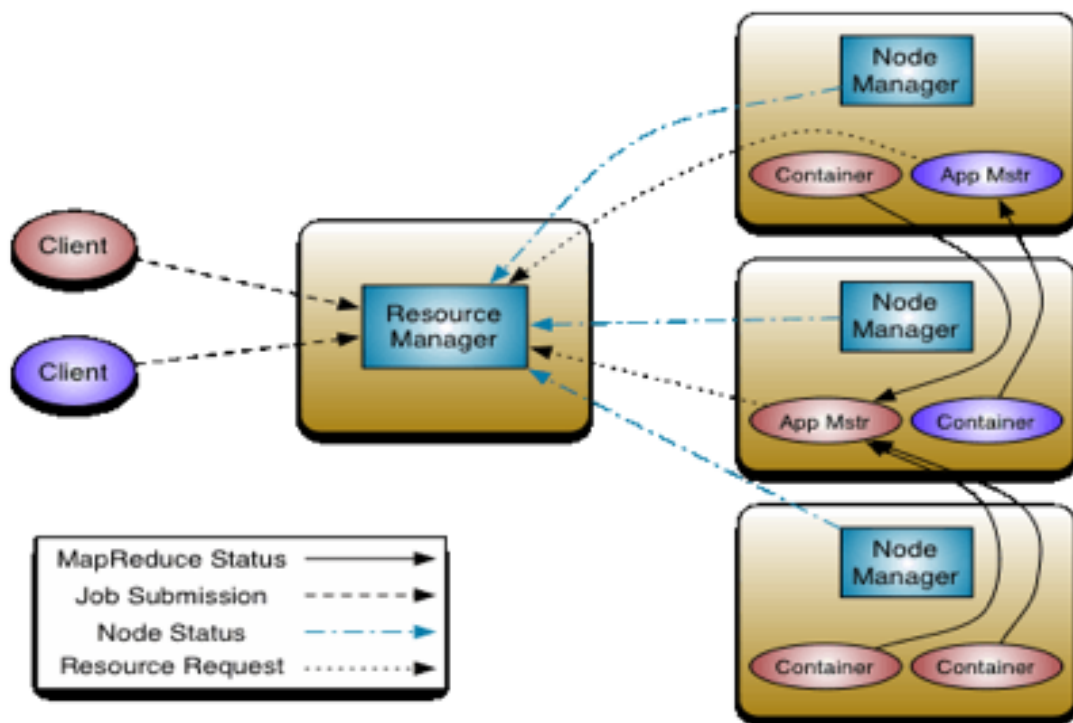 Client
Client
Resource
Manager
Node
Manager
Container
App Mstr
Node
Manager
App Mstr
Container
Node
Manager
Container
Container
MapReduce Status
Job Submission
Node Status
Resource Request